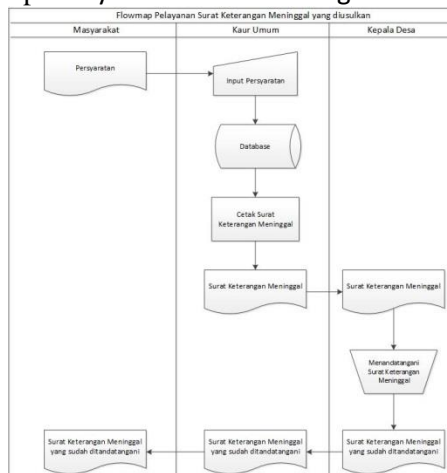 Flowmap Pelayanan Surat Keterangan Meninggal yang diusulkan
Masyarakat
Kaur Umum
Kepala Desa
Persyaratan
Input Persyaratan
Database
Cetak Surat
Keterangan Meninggal
Surat Keterangan Meninggal
Surat Keterangan Meninggal
Menandatangani
Surat Keterangan
Meninggal
Surat Keterangan Meninggal
yang sudah ditandatangani
Surat Keterangan Meninggal
yang sudah ditandatangani
Surat Keterangan Meninggal
yang sudah ditandatangani